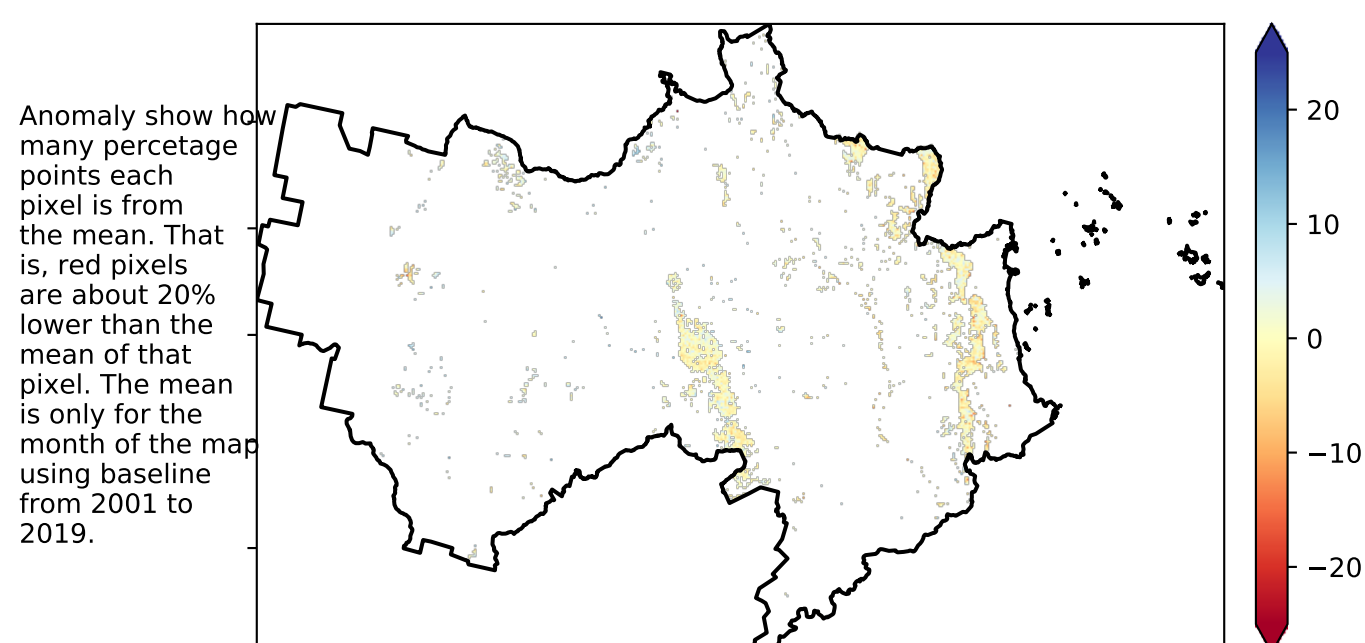 Anomaly show how
many percetage
points each
pixel is from
the mean. That
is, red pixels
are about 20%
lower than the
mean of that
pixel. The mean
is only for the
month of the map
using baseline
from 2001 to
2019.
20
10
0
−10
−20